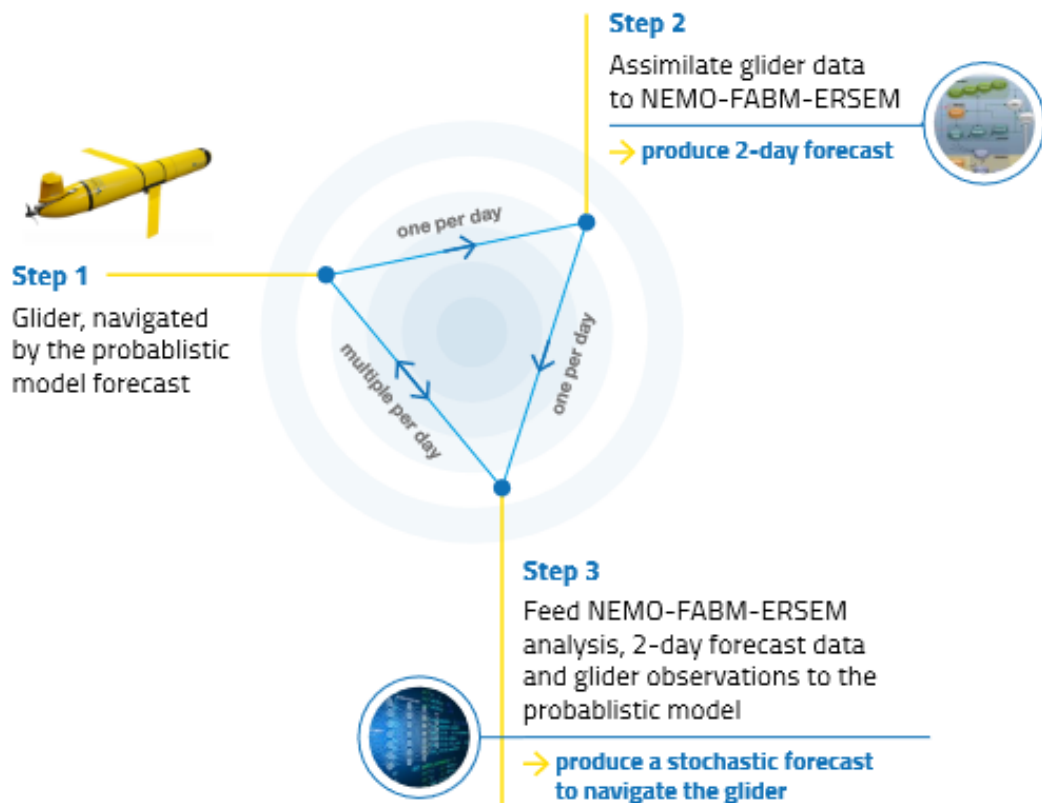 Step 1
Glider, navigated
by the probablistic
model forecast
one per day
Step 2
Assimilate glider data
to NEMO-FABM-ERSEM
→ produce 2-day forecast
one per day
multiple per day
Step 3
Feed NEMO-FABM-ERSEM
analysis, 2-day forecast data
and glider observations to the
probablistic model
→ produce a stochastic forecast
to navigate the glider